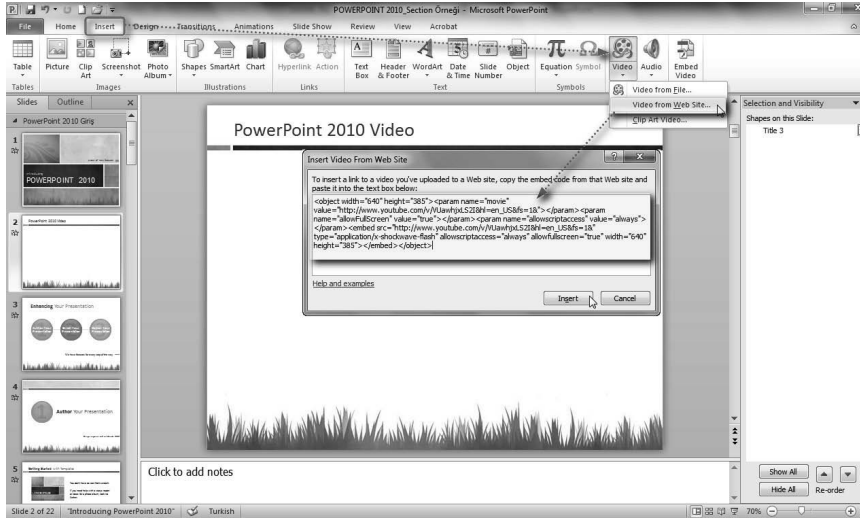 POWERPOINT 2010_Section Örneği - Microsoft PowerPoint
File Home Insert Design Transitions Animations Slide Show Review View Acrobat
Table Picture Clip Art Screenshot Photo Album Shapes SmartArt Chart Hyperlink Action Text Box Header & Footer WordArt Date & Time Slide Number Object Equation Symbol Video Audio Embed Video
Tables Images Illustrations Links Text Symbols
Video from File...
Video from Web Site...
Clip Art Video...
Slides Outline
PowerPoint 2010 Giriş
1
POWERPOINT 2010
2
PowerPoint 2010 Video
3
Enhancing Your Presentation
4
1
Author Your Presentation
5
PowerPoint 2010 Video
Insert Video From Web Site
To insert a link to a video you've uploaded to a Web site, copy the embed code from that Web site and
paste it into the text box below:
<object width="640" height="385"><param name="movie"
value="http://www.youtube.com/v/VUawhjxLS2I&hl=en_US&fs=1&"></param><param
name="allowFullScreen" value="true"></param><param name="allowscriptaccess" value="always">
</param><embed src="http://www.youtube.com/v/VUawhjxLS2I&hl=en_US&fs=1&"
type="application/x-shockwave-flash" allowscriptaccess="always" allowfullscreen="true" width="640"
height="385"></embed></object>
Help and examples
Insert Cancel
Click to add notes
Selection and Visibility
Shapes on this Slide:
Title 3
Show All
Hide All Re-order
Slide 2 of 22 "Introducing PowerPoint 2010" Turkish 70%